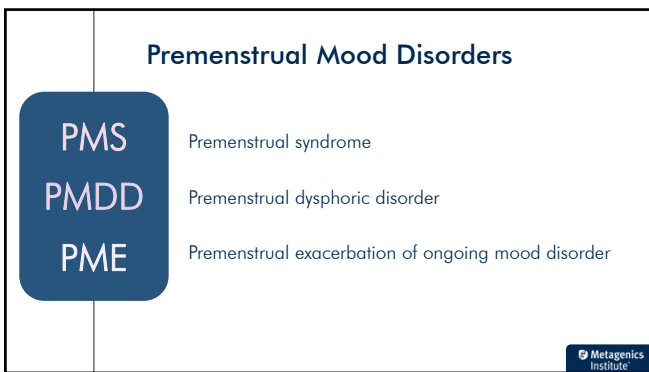 Premenstrual Mood Disorders
PMS
Premenstrual syndrome
PMDD
Premenstrual dysphoric disorder
PME
Premenstrual exacerbation of ongoing mood disorder
Metagenics
Institute